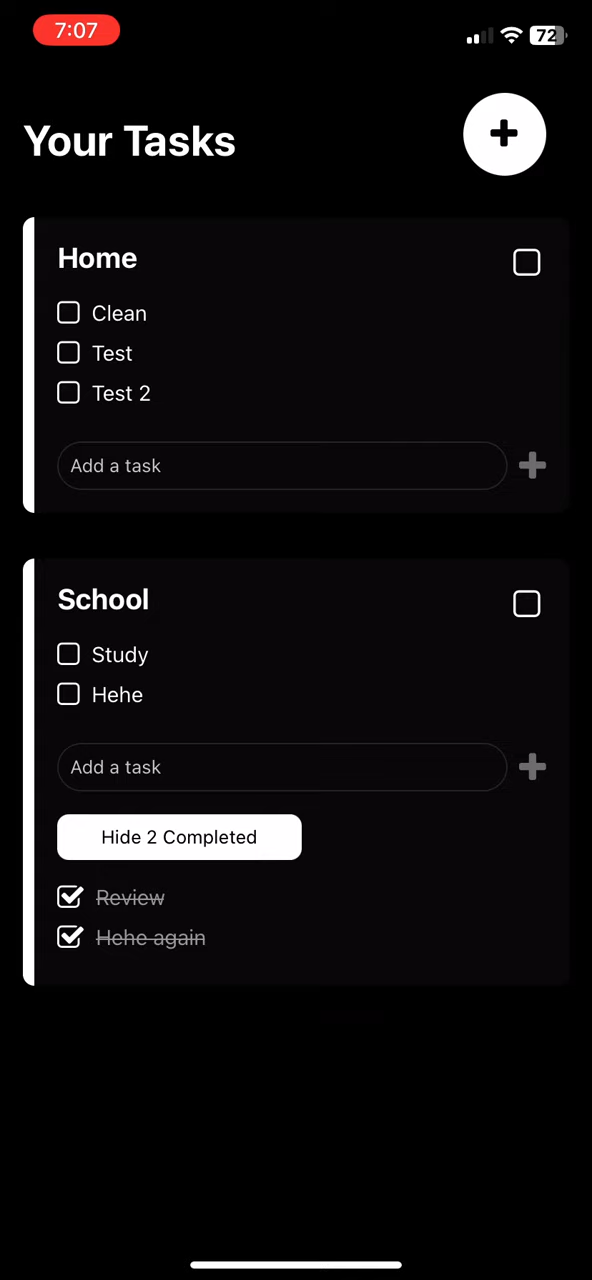 7:07
72
Your Tasks
Home
Clean
Test
Test 2
Add a task
School
Study
Hehe
Add a task
Hide 2 Completed
Review
Hehe again